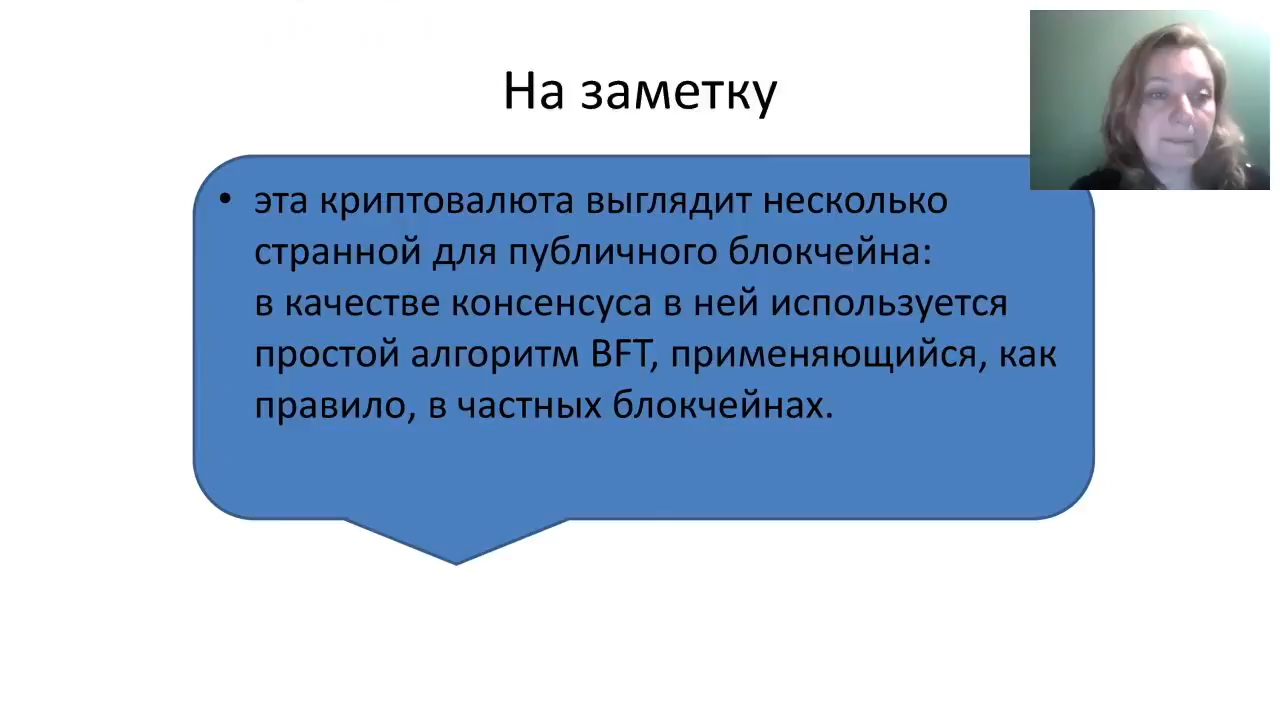 На заметку
• эта криптовалюта выглядит несколько
странной для публичного блокчейна:
в качестве консенсуса в ней используется
простой алгоритм BFT, применяющийся, как
правило, в частных блокчейнах.